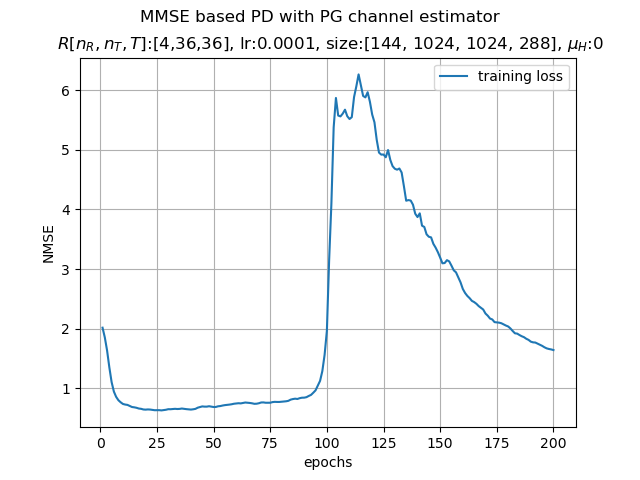 MMSE based PD with PG channel estimator
R[n_R, n_T, T]:[4,36,36], lr:0.0001, size:[144, 1024, 1024, 288], μ_H:0
training loss
6
5
4
3
2
1
NMSE
0 25 50 75 100 125 150 175 200
epochs